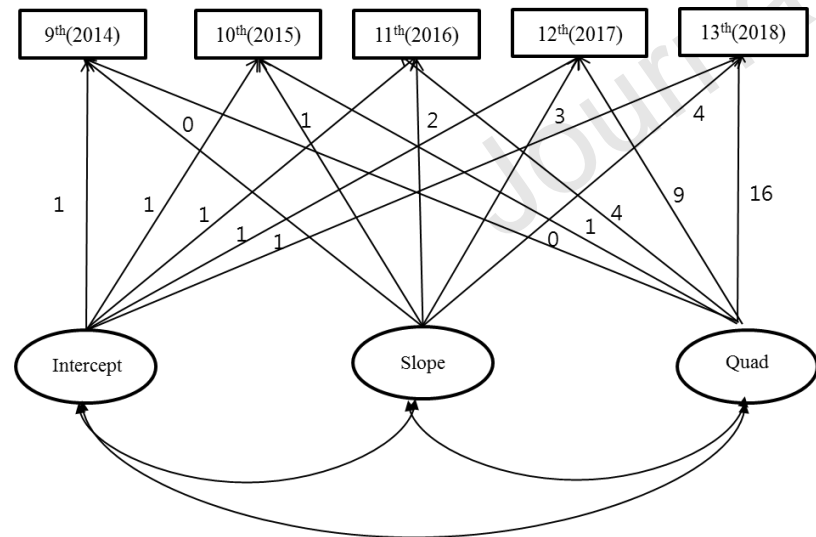 9th(2014) 10th(2015) 11th(2016) 12th(2017) 13th(2018)
0 1 2 3 4
1 1 1 1 1 0 1 4 9 16
Intercept Slope Quad
Journa